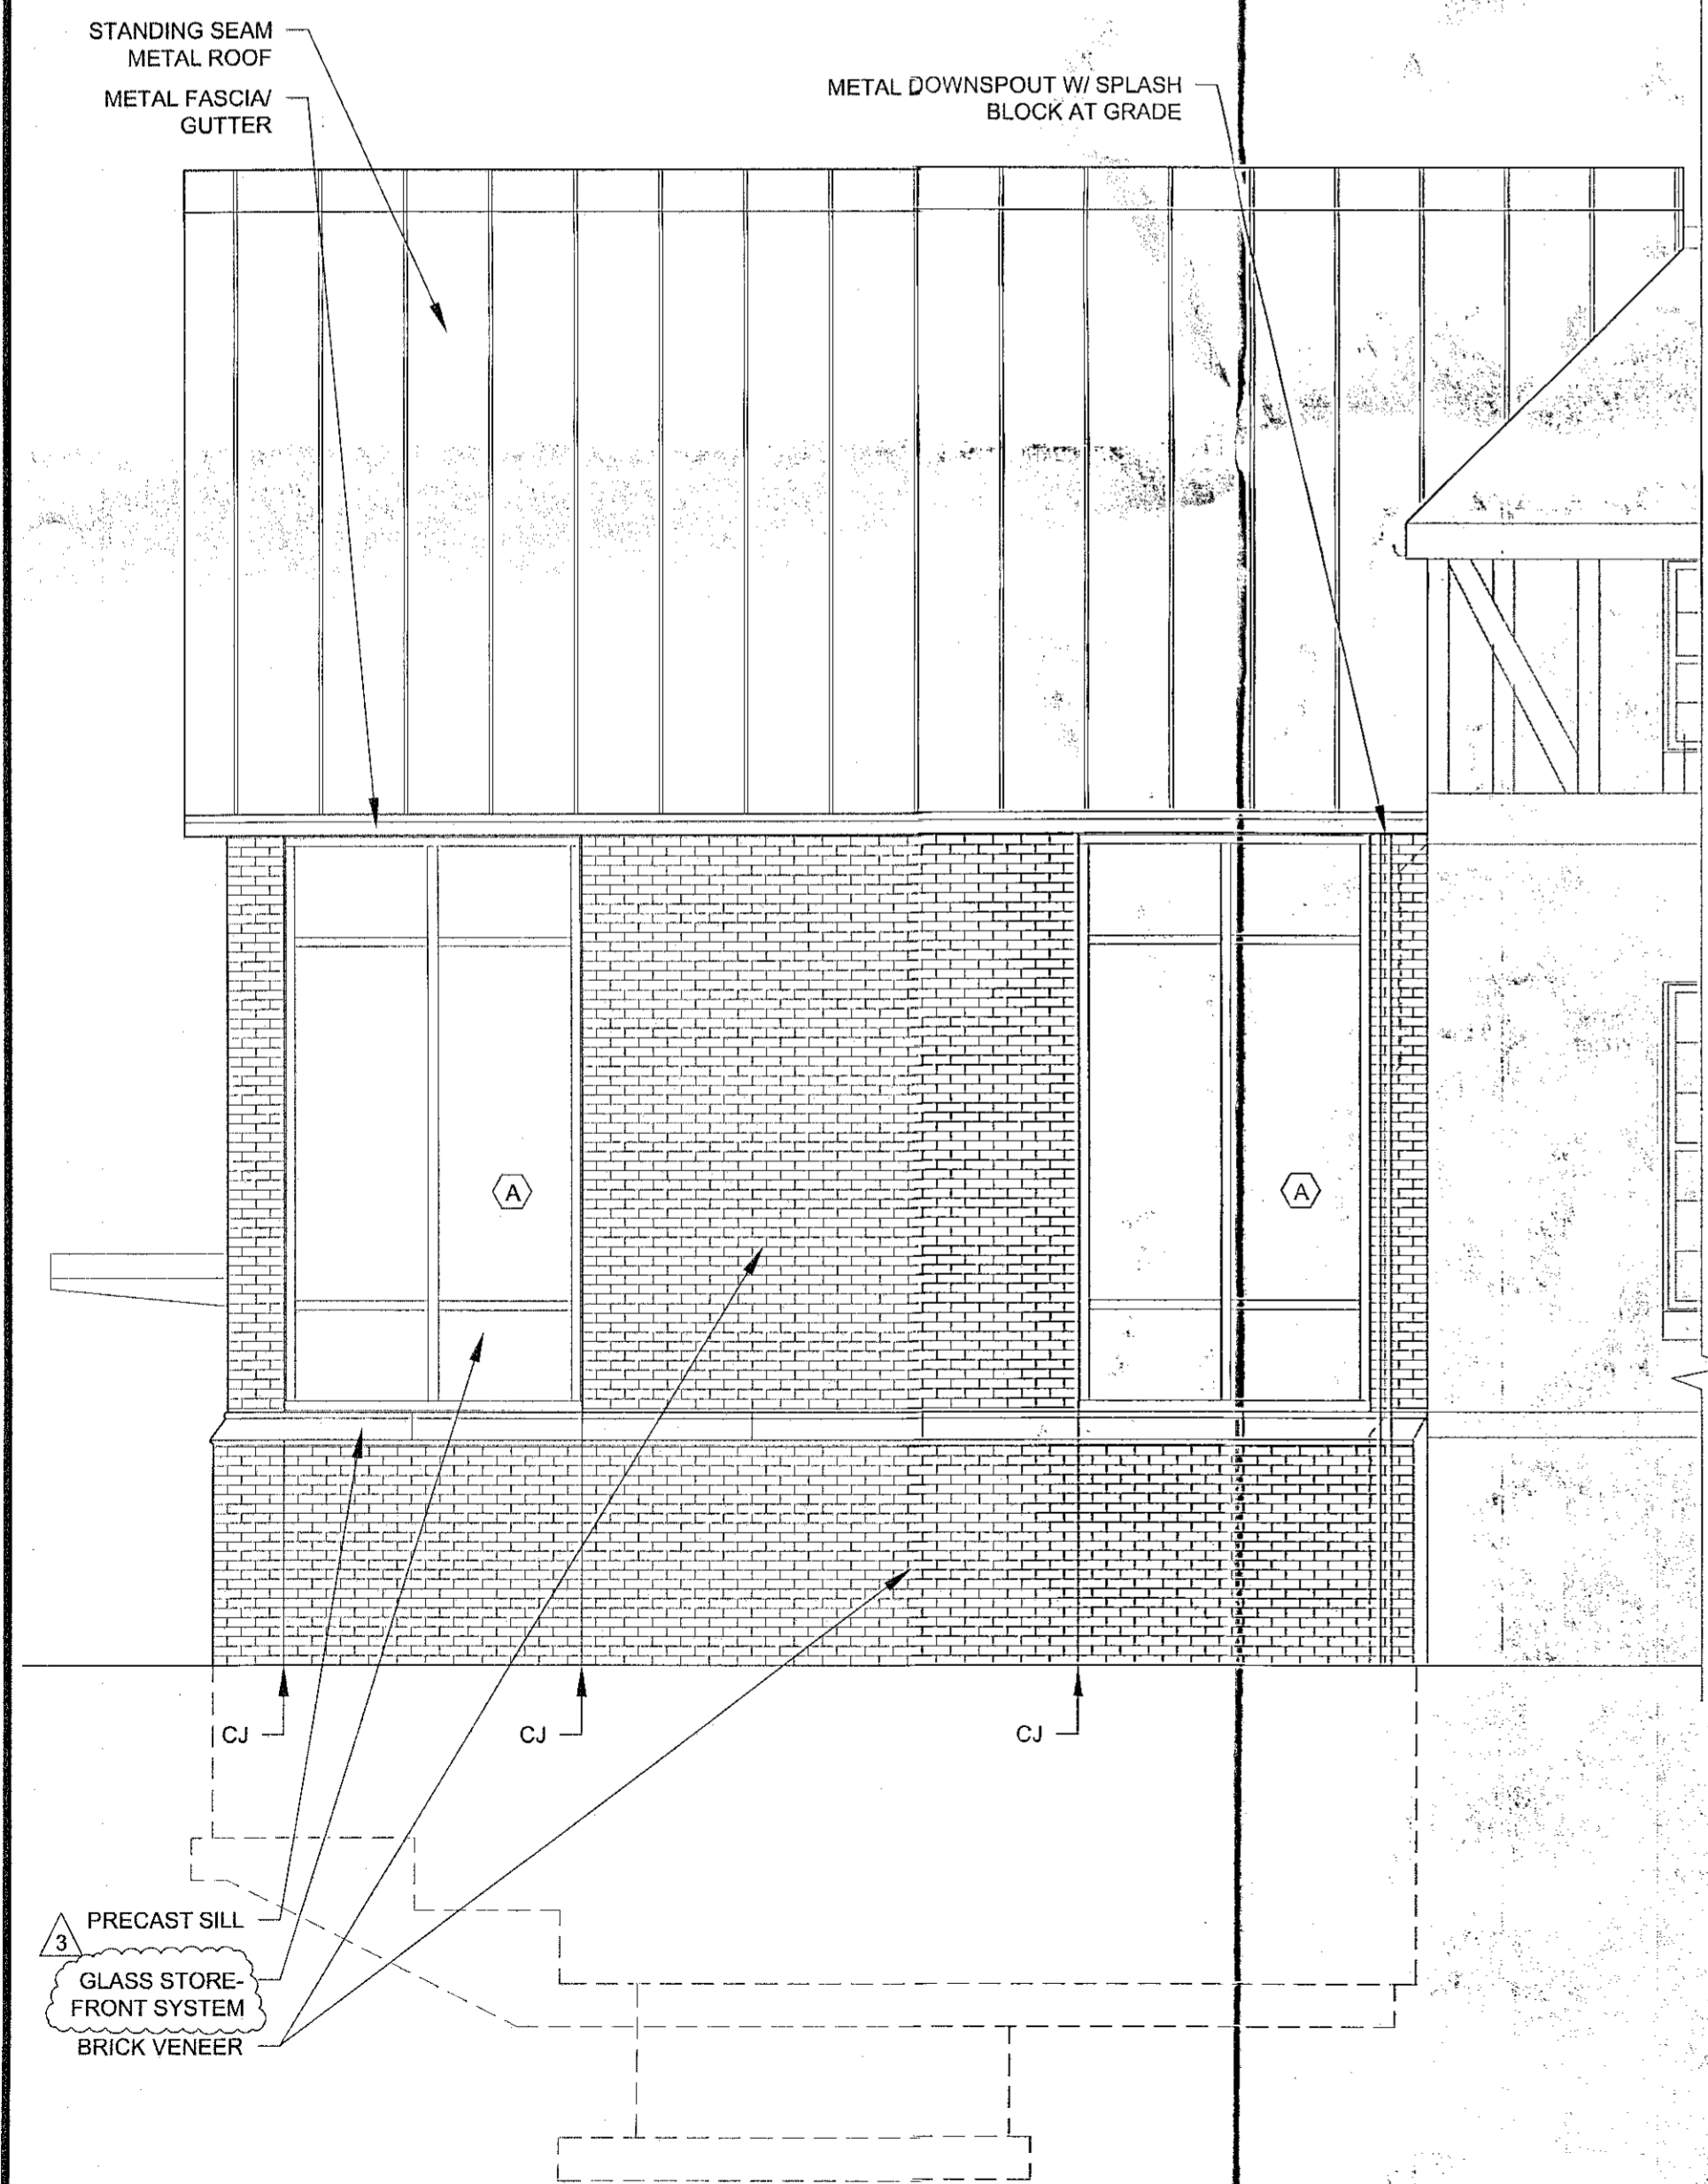 STANDING SEAM
METAL ROOF
METAL FASCIA/
GUTTER
METAL DOWNSPOUT W/ SPLASH
BLOCK AT GRADE
A
A
CJ
CJ
CJ
PRECAST SILL
3
GLASS STORE-
FRONT SYSTEM
BRICK VENEER